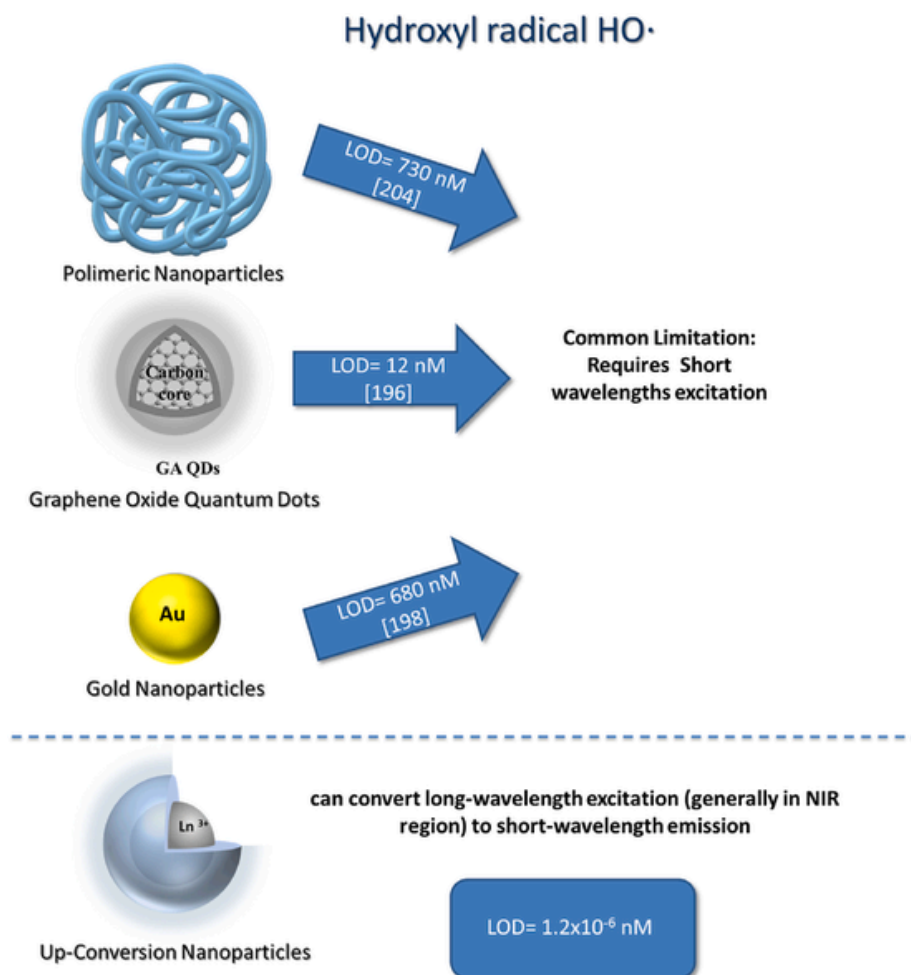 Hydroxyl radical HO·
LOD= 730 nM
[204]
Polimeric Nanoparticles
Carbon
core
GA QDs
Graphene Oxide Quantum Dots
LOD= 12 nM
[196]
Common Limitation:
Requires Short
wavelengths excitation
Au
Gold Nanoparticles
LOD= 680 nM
[198]
Ln ³⁺
Up-Conversion Nanoparticles
can convert long-wavelength excitation (generally in NIR
region) to short-wavelength emission
LOD= 1.2x10⁻⁶ nM